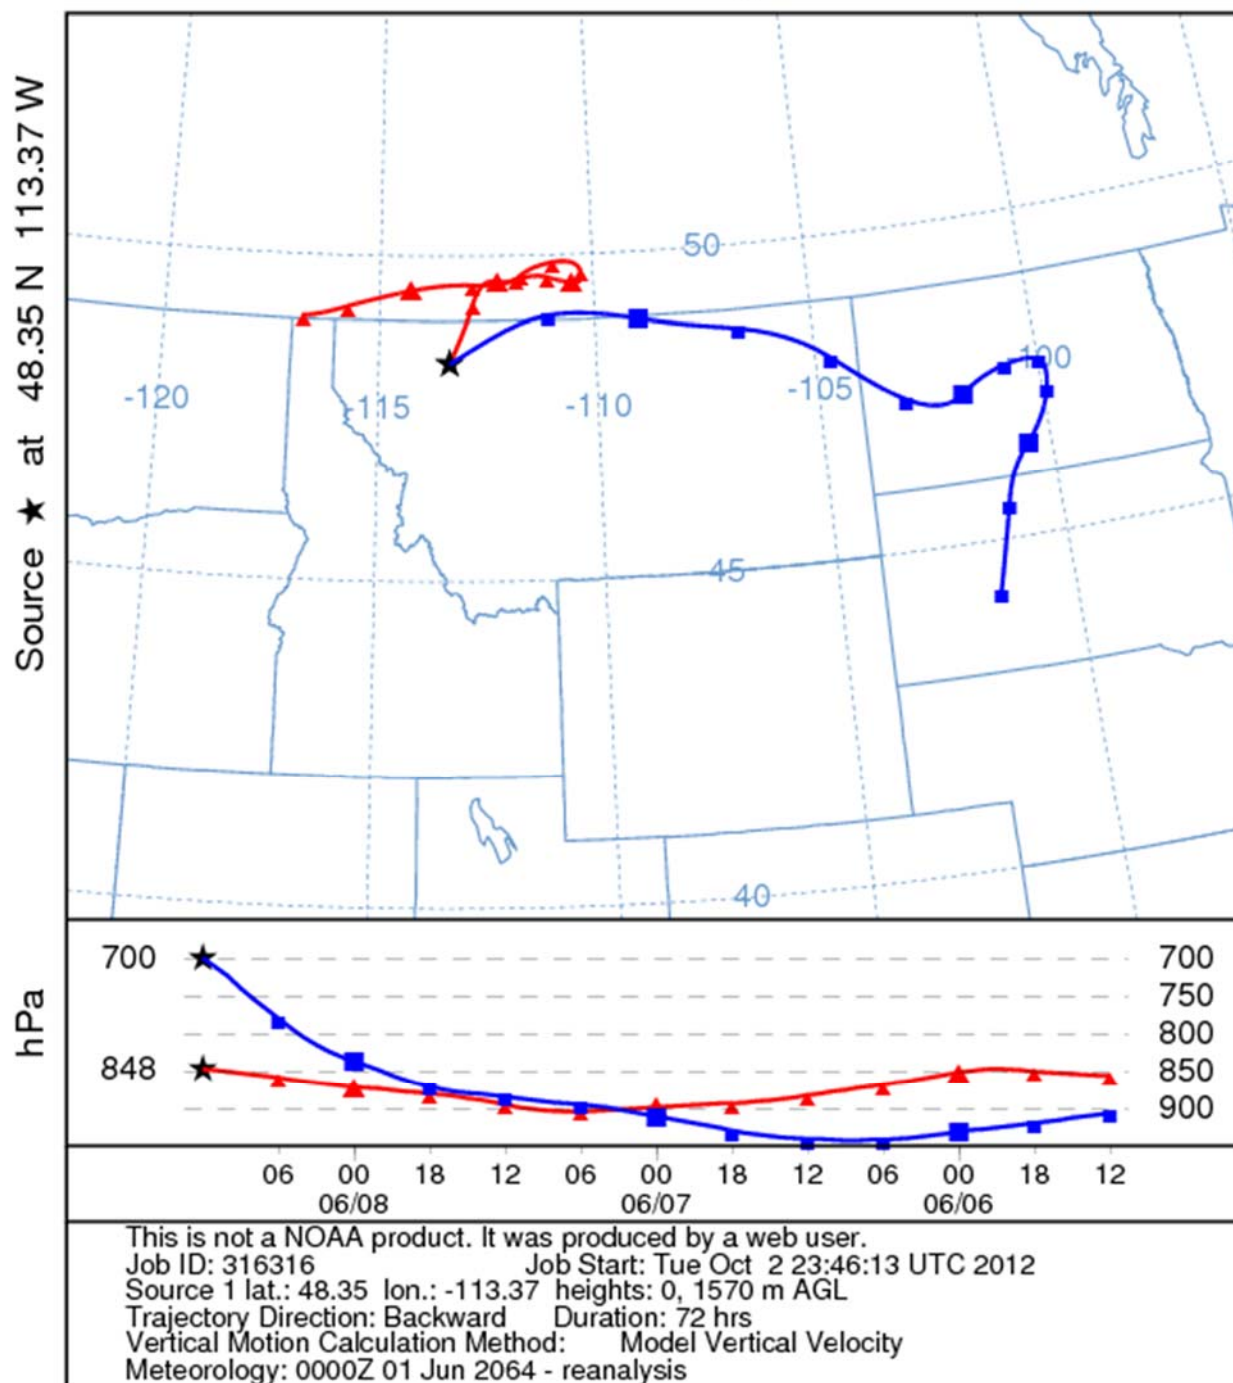 Source ★ at 48.35 N 113.37 W
50
-120
-115
-110
-105
100
45
40
hPa
700 700
750
800
848 850
900
06 00 18 12 06 00 18 12 06 00 18 12
06/08 06/07 06/06
This is not a NOAA product. It was produced by a web user.
Job ID: 316316 Job Start: Tue Oct 2 23:46:13 UTC 2012
Source 1 lat.: 48.35 lon.: -113.37 heights: 0, 1570 m AGL
Trajectory Direction: Backward Duration: 72 hrs
Vertical Motion Calculation Method: Model Vertical Velocity
Meteorology: 0000Z 01 Jun 2064 - reanalysis